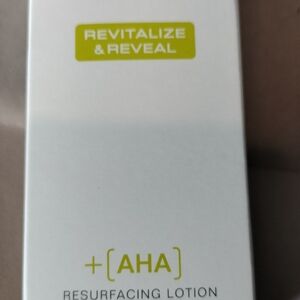 REVITALIZE
& REVEAL
+[AHA]
RESURFACING LOTION